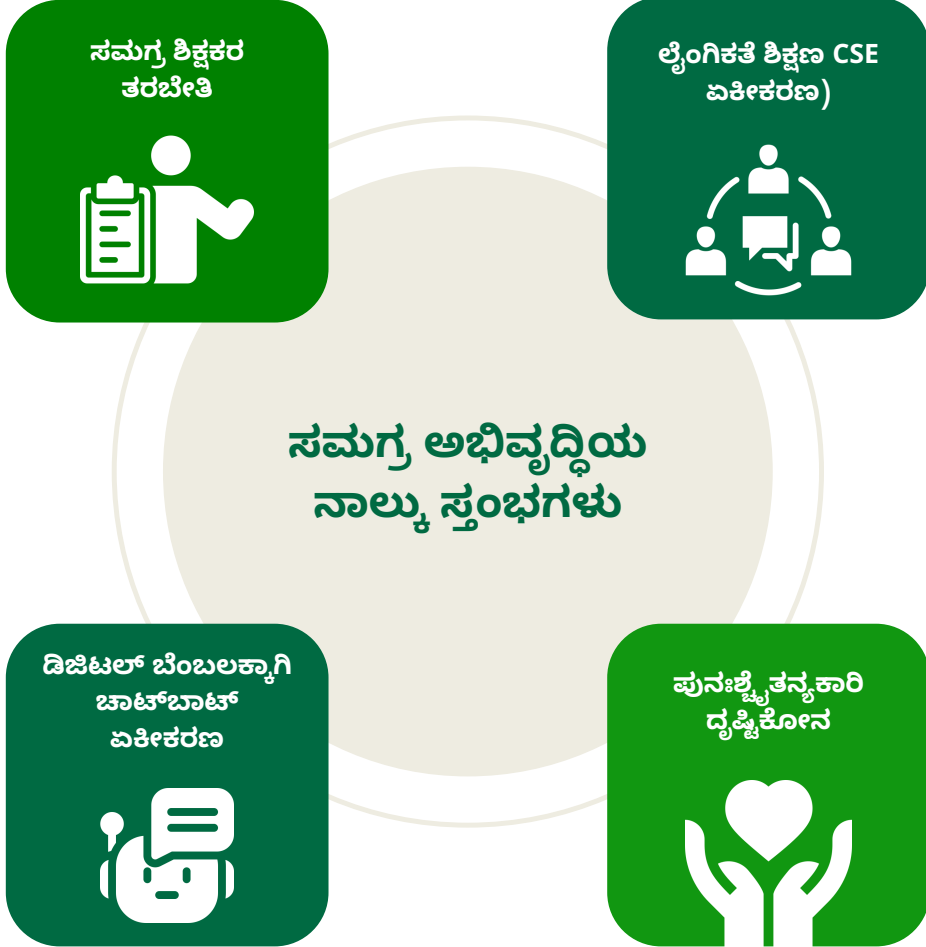 ಸಮಗ್ರ ಶಿಕ್ಷಕರ
ತರಬೇತಿ
ಲೈಂಗಿಕತೆ ಶಿಕ್ಷಣ CSE
ಏಕೀಕರಣ)
ಸಮಗ್ರ ಅಭಿವೃದ್ಧಿಯ
ನಾಲ್ಕು ಸ್ತಂಭಗಳು
ಡಿಜಿಟಲ್ ಬೆಂಬಲಕ್ಕಾಗಿ
ಚಾಟ್‌ಬಾಟ್
ಏಕೀಕರಣ
ಪುನಃಶ್ಚೈತನ್ಯಕಾರಿ
ದೃಷ್ಟಿಕೋನ